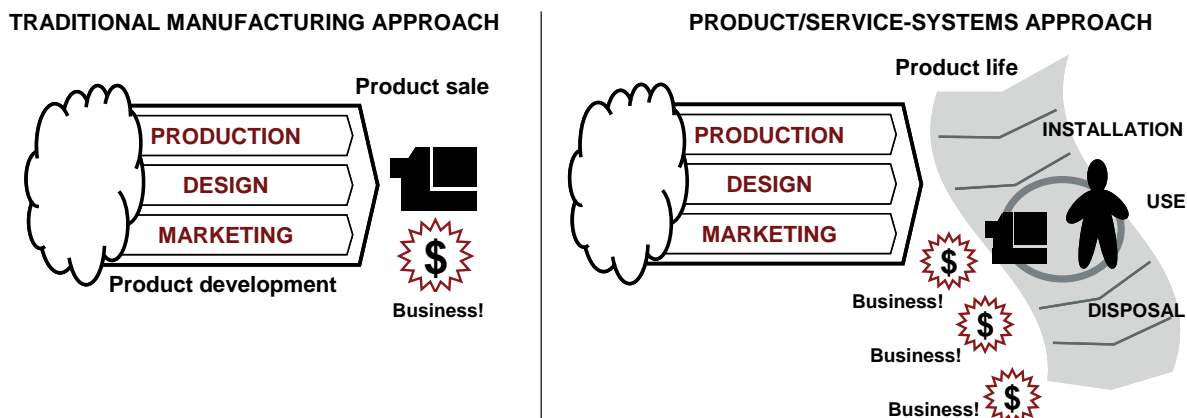 TRADITIONAL MANUFACTURING APPROACH
Product sale
PRODUCTION
DESIGN
MARKETING
Product development
$
Business!
PRODUCT/SERVICE-SYSTEMS APPROACH
Product life
PRODUCTION
DESIGN
MARKETING
INSTALLATION
USE
DISPOSAL
$
Business!
$
Business!
$
Business!